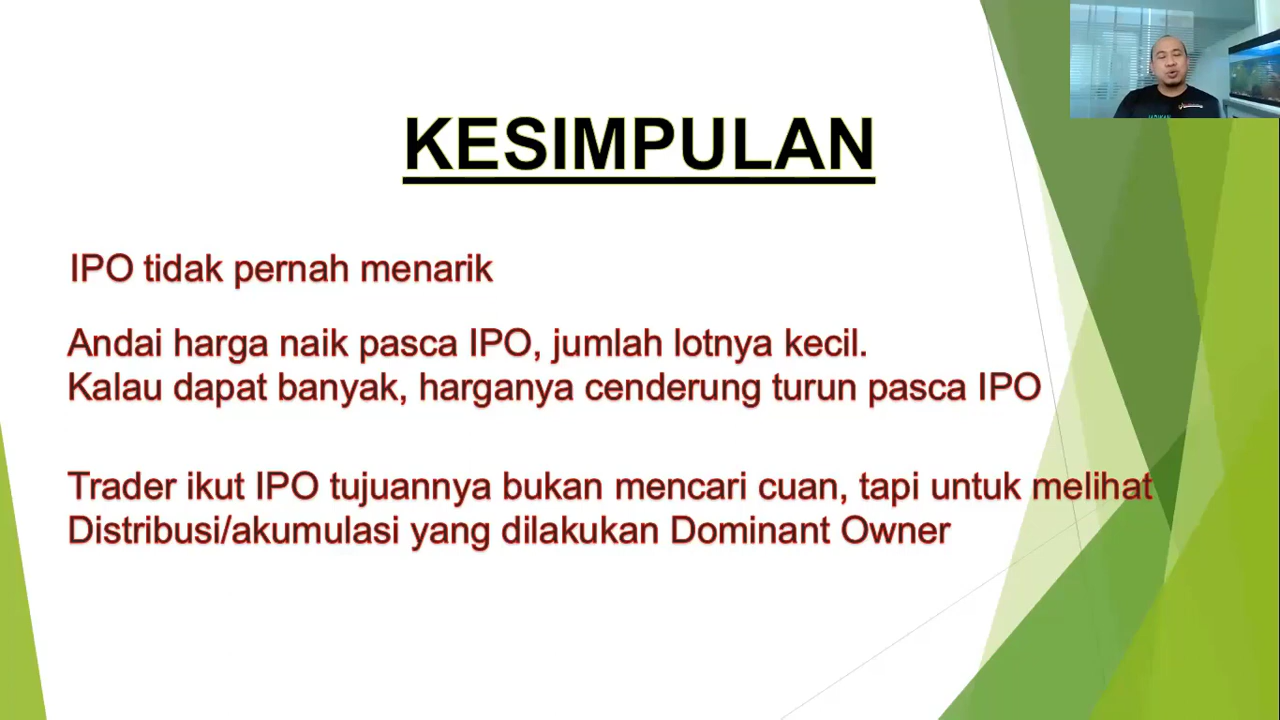 KESIMPULAN
IPO tidak pernah menarik
Andai harga naik pasca IPO, jumlah lotnya kecil.
Kalau dapat banyak, harganya cenderung turun pasca IPO
Trader ikut IPO tujuannya bukan mencari cuan, tapi untuk melihat
Distribusi/akumulasi yang dilakukan Dominant Owner